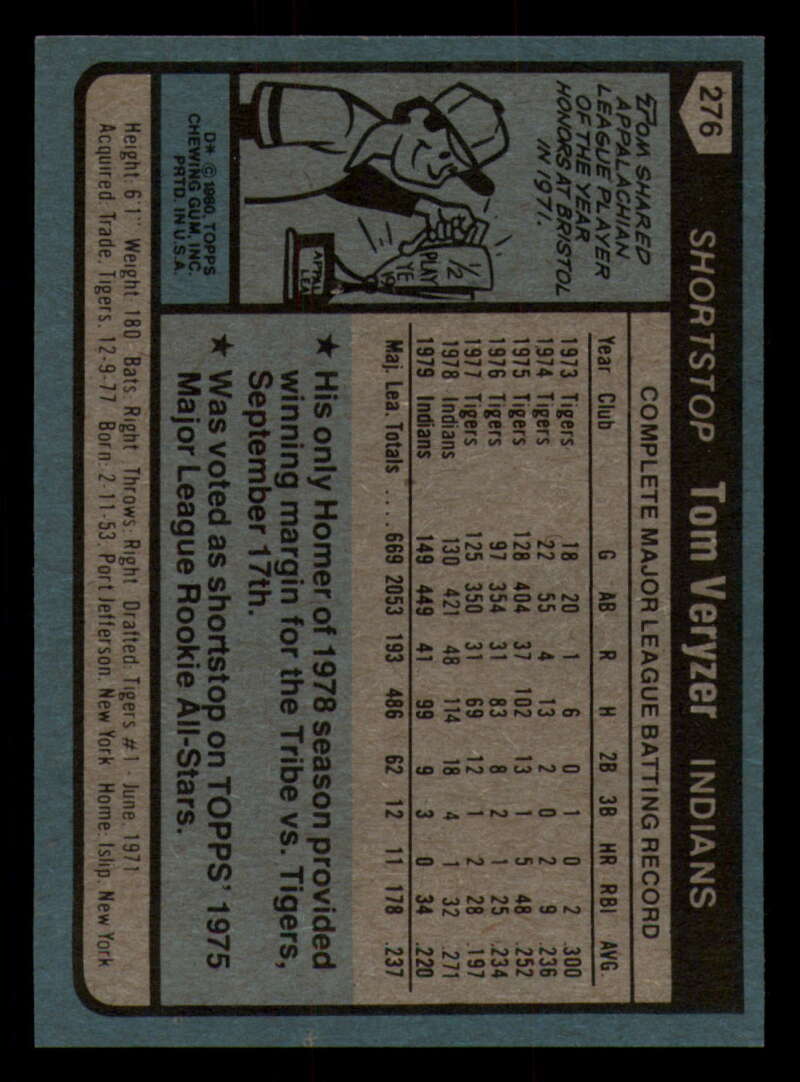 276 SHORTSTOP Tom Veryzer INDIANS
TOM SHARED
APPALACHIAN
LEAGUE PLAYER
OF THE YEAR
HONORS AT BRISTOL
IN 1971.
1/2
PLAY
YE
19
APPAL
LEA
D* © 1980, TOPPS
CHEWING GUM, INC.
PRTD. IN U.S.A.
COMPLETE MAJOR LEAGUE BATTING RECORD
Year Club G AB R H 2B 3B HR RBI AVG.
1973 Tigers 18 20 1 6 0 1 0 2 .300
1974 Tigers 22 55 4 13 2 0 2 9 .236
1975 Tigers 128 404 37 102 13 1 5 48 .252
1976 Tigers 97 354 31 83 8 2 1 25 .234
1977 Tigers 125 350 31 69 12 1 2 28 .197
1978 Indians 130 421 48 114 18 4 1 32 .271
1979 Indians 149 449 41 99 9 3 0 34 .220
Maj. Lea. Totals .... 669 2053 193 486 62 12 11 178 .237
★ His only Homer of 1978 season provided
winning margin for the Tribe vs. Tigers,
September 17th.
★ Was voted as shortstop on TOPPS' 1975
Major League Rookie All-Stars.
Height: 6'1" Weight: 180 Bats: Right Throws: Right Drafted: Tigers #1 - June, 1971
Acquired: Trade, Tigers, 12-9-77 Born: 2-11-53, Port Jefferson, New York Home: Islip, New York